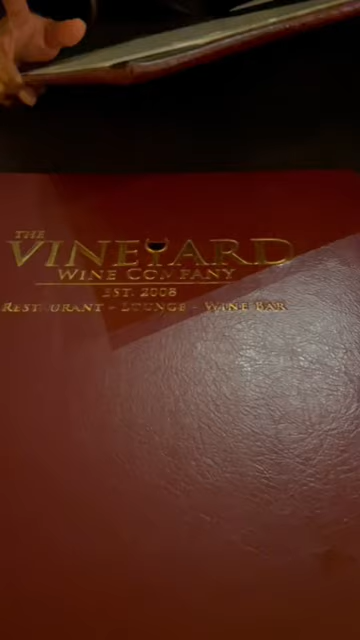 THE
VINEYARD
WINE COMPANY
EST. 2008
RESTAURANT - LOUNGE - WINE BAR